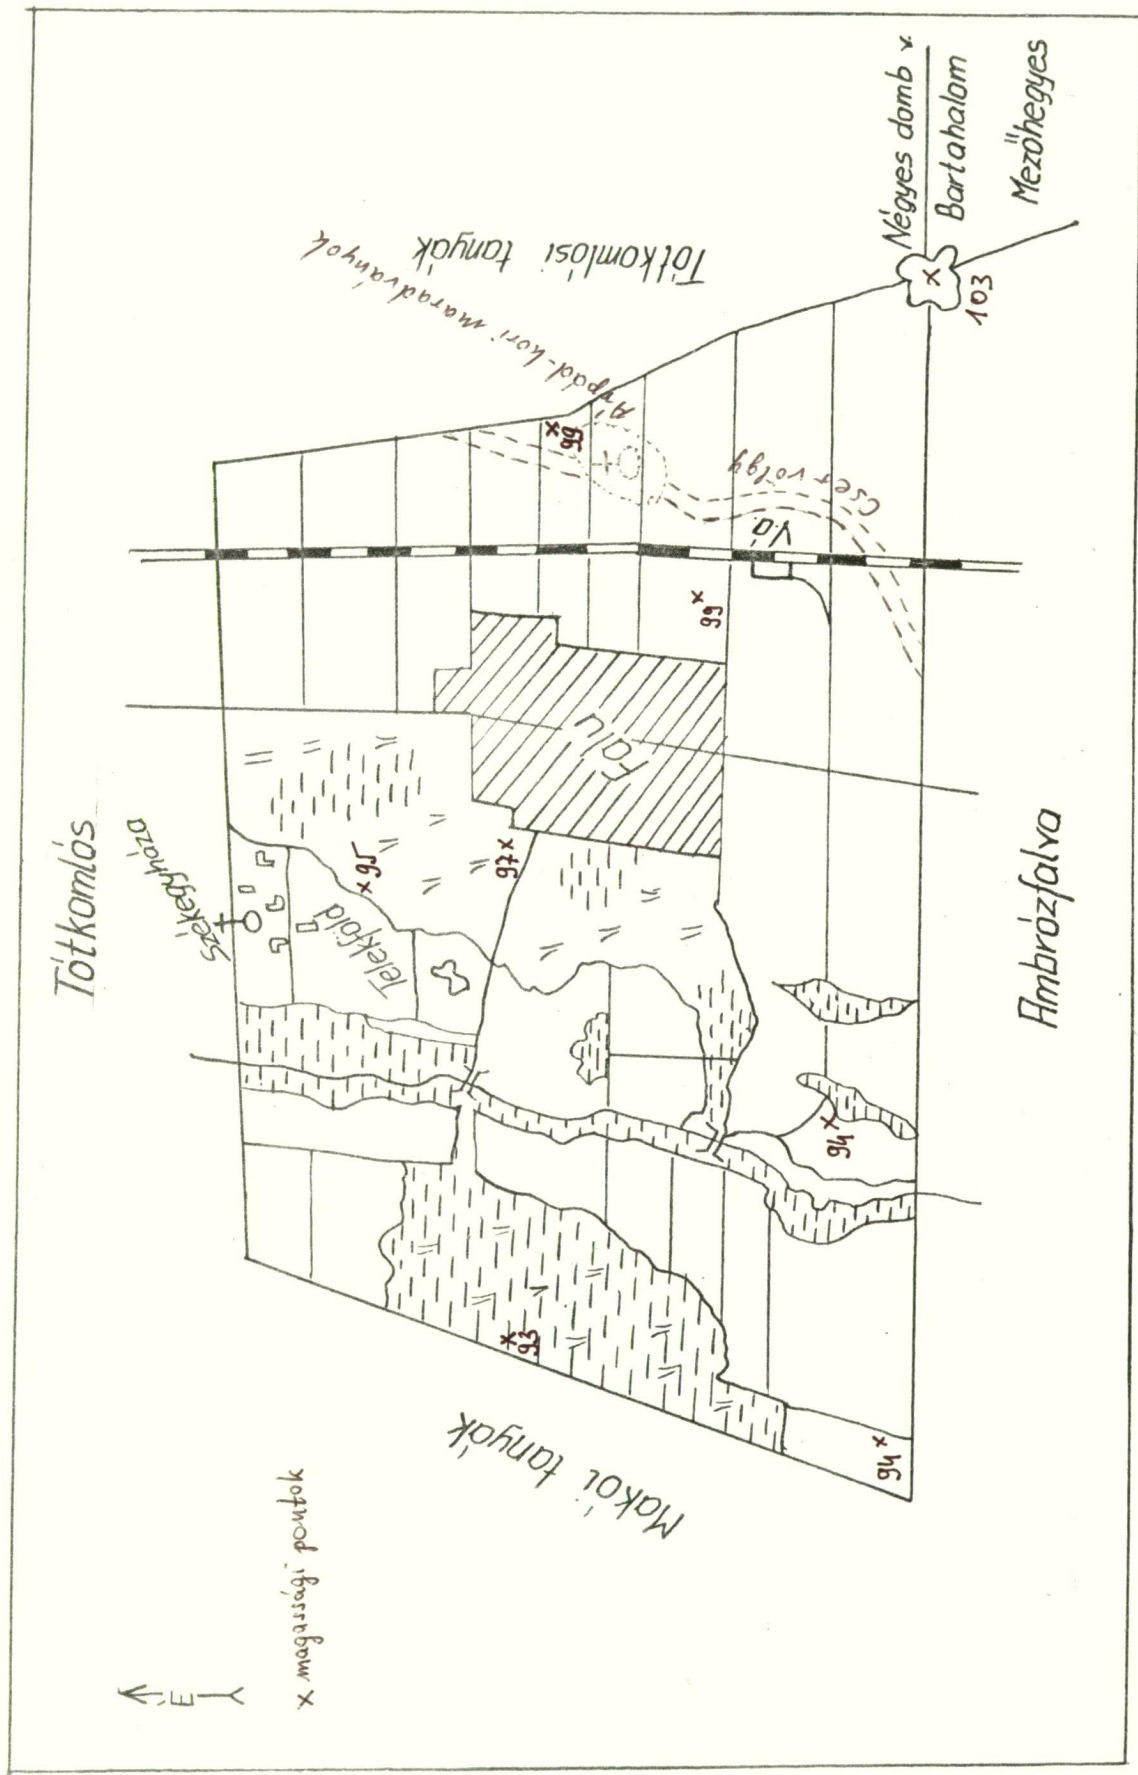 Tótkomlós
Székegyháza
Telekföld
x 95
97 x
Falu
99 x
V.á.
Cser völgy
Árpád-kori maradványok
x 99
Tótkomlósi tanyák
Négyes domb v.
Bartahalom
Mezőhegyes
x
103
Ambrózfalva
94 x
94 x
x 93
Makói tanyák
É
x magassági pontok